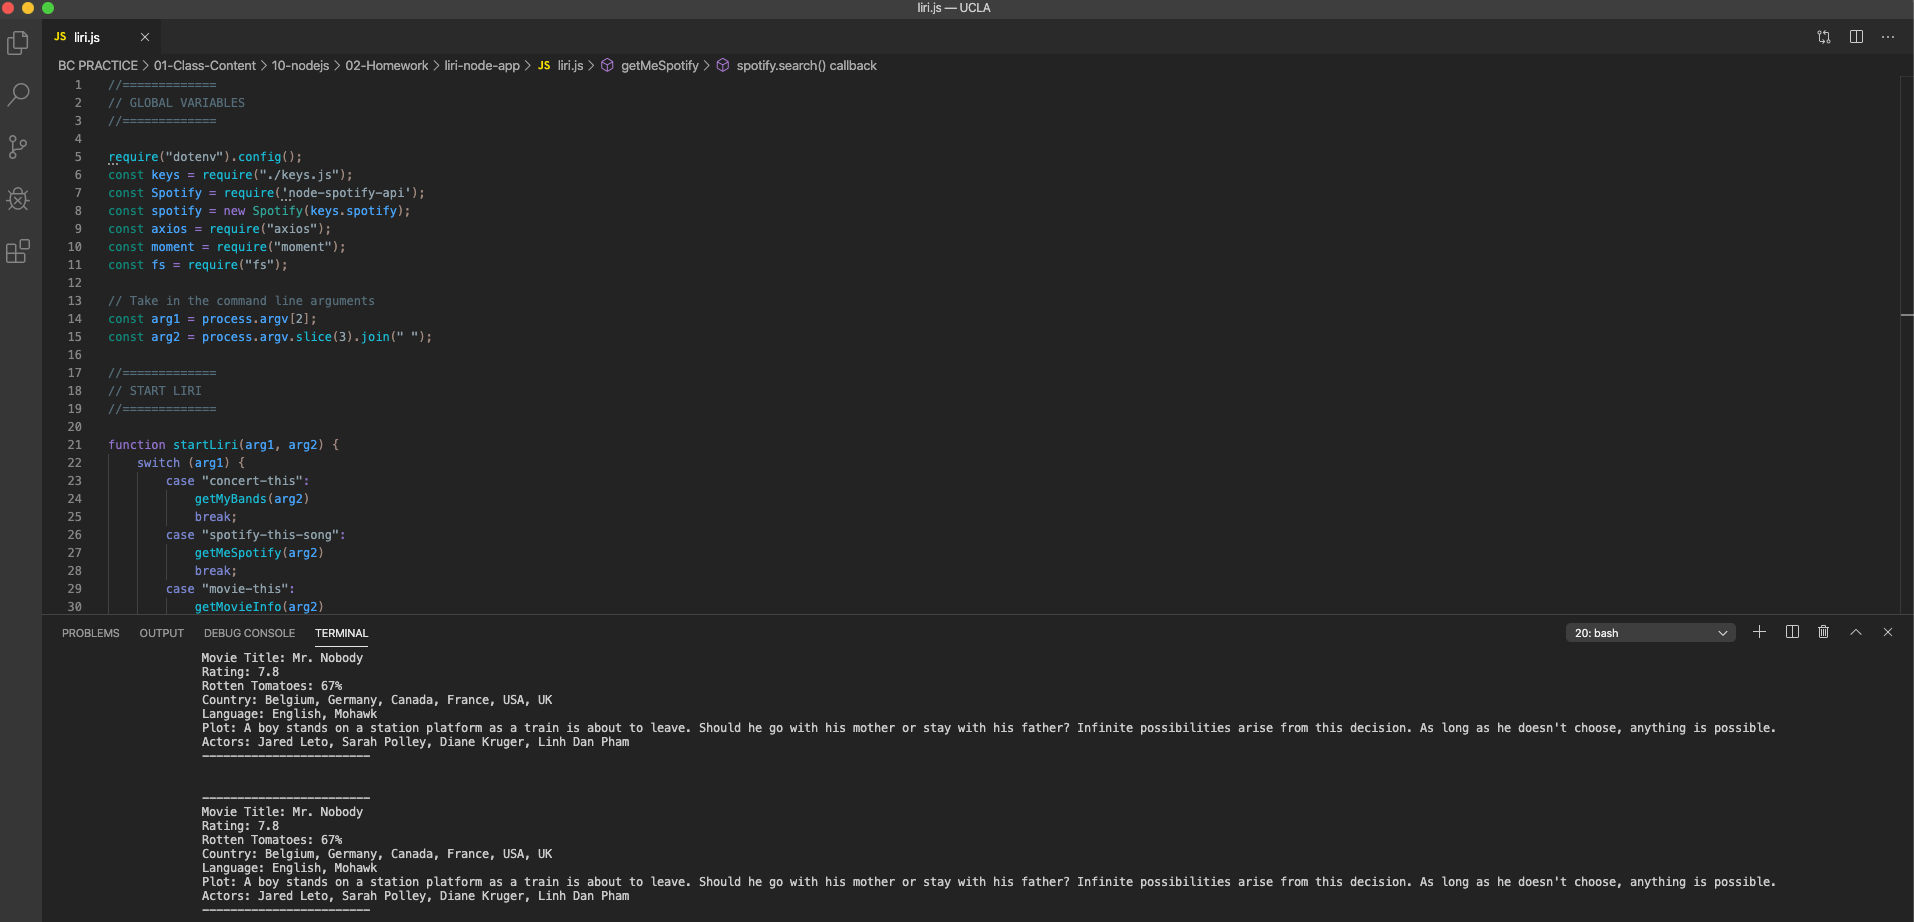 liri.js — UCLA
JS liri.js
BC PRACTICE > 01-Class-Content > 10-nodejs > 02-Homework > liri-node-app > JS liri.js > getMeSpotify > spotify.search() callback
1 //=============
2 // GLOBAL VARIABLES
3 //=============
4
5 require("dotenv").config();
6 const keys = require("./keys.js");
7 const Spotify = require('node-spotify-api');
8 const spotify = new Spotify(keys.spotify);
9 const axios = require("axios");
10 const moment = require("moment");
11 const fs = require("fs");
12
13 // Take in the command line arguments
14 const arg1 = process.argv[2];
15 const arg2 = process.argv.slice(3).join(" ");
16
17 //=============
18 // START LIRI
19 //=============
20
21 function startLiri(arg1, arg2) {
22 switch (arg1) {
23 case "concert-this":
24 getMyBands(arg2)
25 break;
26 case "spotify-this-song":
27 getMeSpotify(arg2)
28 break;
29 case "movie-this":
30 getMovieInfo(arg2)
PROBLEMS OUTPUT DEBUG CONSOLE TERMINAL 20: bash
Movie Title: Mr. Nobody
Rating: 7.8
Rotten Tomatoes: 67%
Country: Belgium, Germany, Canada, France, USA, UK
Language: English, Mohawk
Plot: A boy stands on a station platform as a train is about to leave. Should he go with his mother or stay with his father? Infinite possibilities arise from this decision. As long as he doesn't choose, anything is possible.
Actors: Jared Leto, Sarah Polley, Diane Kruger, Linh Dan Pham
------------------------
------------------------
Movie Title: Mr. Nobody
Rating: 7.8
Rotten Tomatoes: 67%
Country: Belgium, Germany, Canada, France, USA, UK
Language: English, Mohawk
Plot: A boy stands on a station platform as a train is about to leave. Should he go with his mother or stay with his father? Infinite possibilities arise from this decision. As long as he doesn't choose, anything is possible.
Actors: Jared Leto, Sarah Polley, Diane Kruger, Linh Dan Pham
------------------------